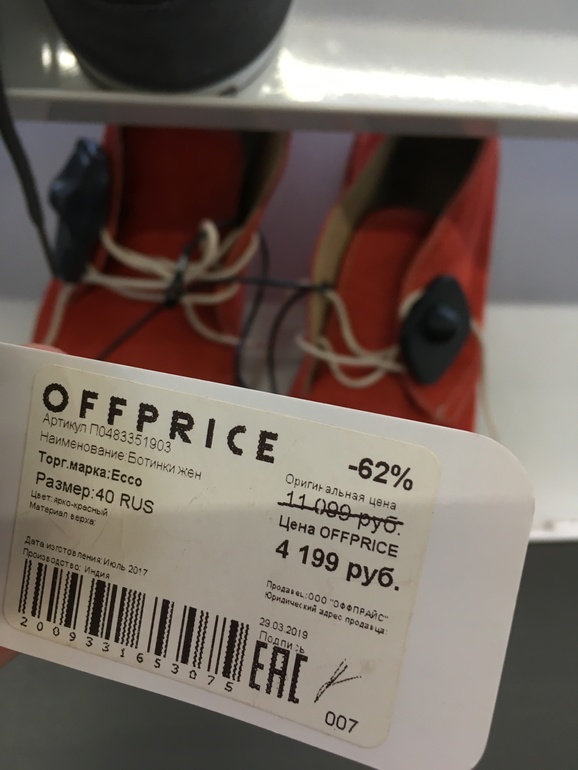 OFFPRICE
Артикул П0483351903
Наименование Ботинки жен
Торг.марка:Ecco
Размер:40 RUS
Цвет:ярко-красный
Материал верха:
-62%
Оригинальная цена
11 099 руб.
Цена OFFPRICE
4 199 руб.
Дата изготовления:Июль 2017
Производство: Индия
Продавец:ООО "ОФФПРАЙС"
Юридический адрес продавца:
29.03.2019
Подпись
2009331653075
EAC
007